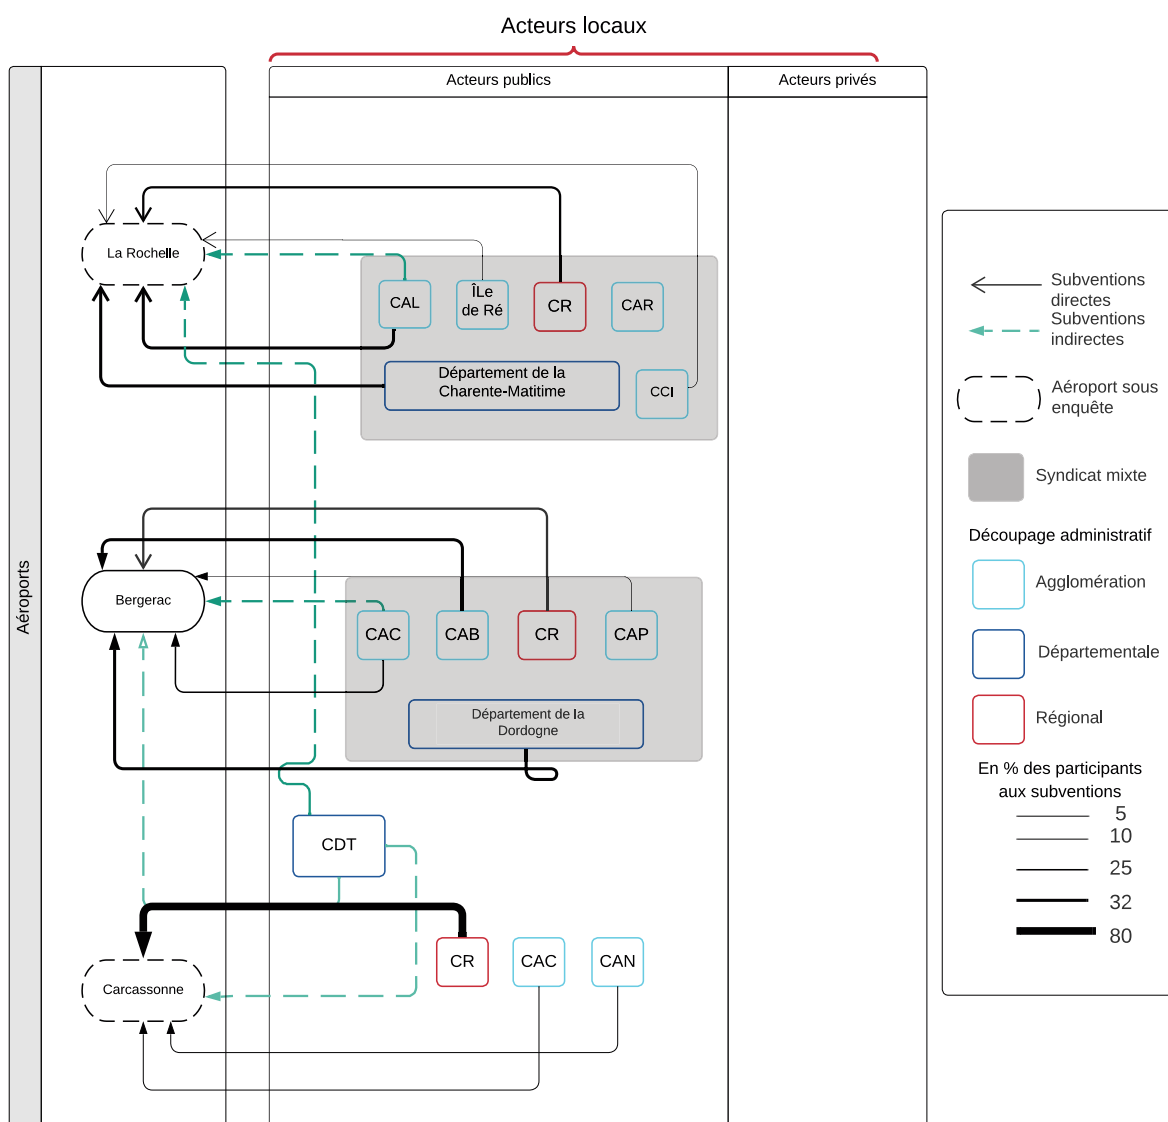 Acteurs locaux
Acteurs publics
Acteurs privés
Aéroports
La Rochelle
CAL
ÎLe
de Ré
CR
CAR
Département de la
Charente-Matitime
CCI
Bergerac
CAC
CAB
CR
CAP
Département de la
Dordogne
CDT
Carcassonne
CR
CAC
CAN
Subventions
directes
Subventions
indirectes
Aéroport sous
enquête
Syndicat mixte
Découpage administratif
Agglomération
Départementale
Régional
En % des participants
aux subventions
5
10
25
32
80